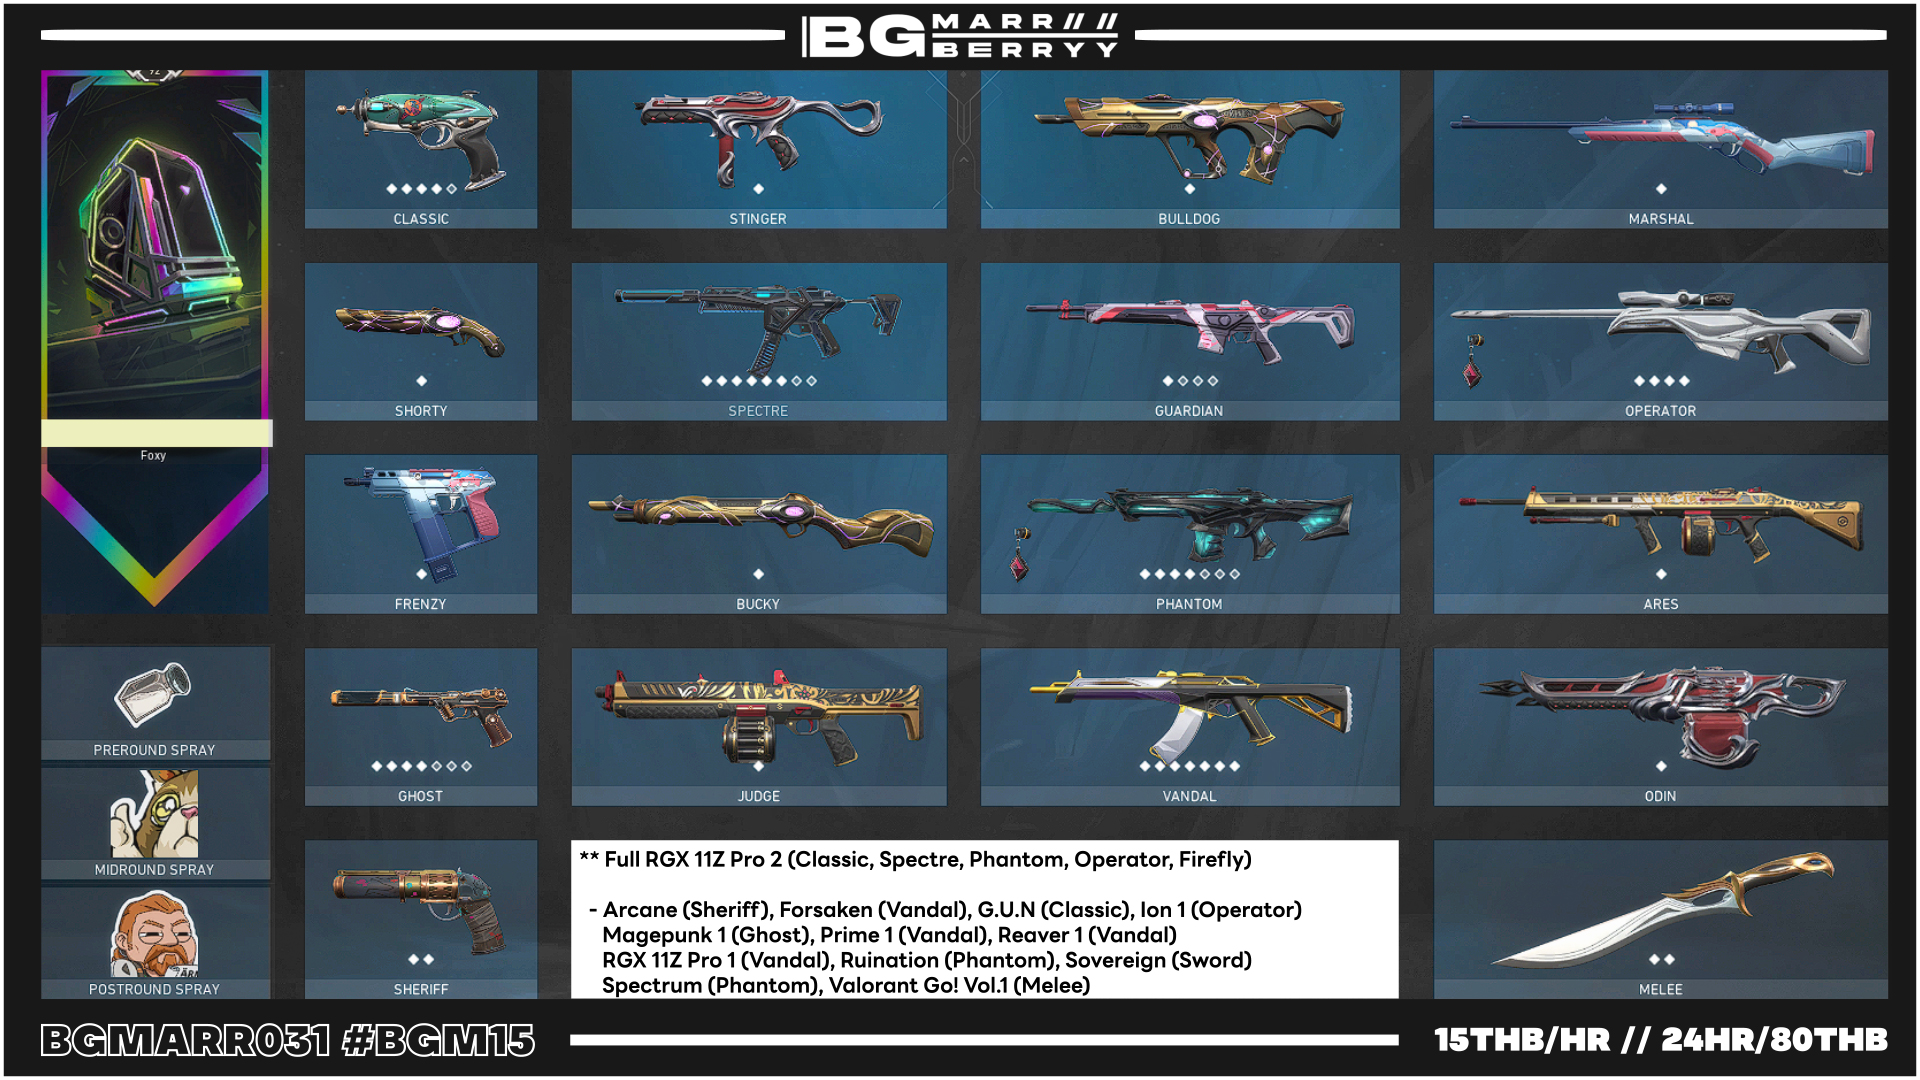 BG MARR// //
BERRYY
Foxy
CLASSIC
STINGER
BULLDOG
MARSHAL
SHORTY
SPECTRE
GUARDIAN
OPERATOR
FRENZY
BUCKY
PHANTOM
ARES
PREROUND SPRAY
GHOST
JUDGE
VANDAL
ODIN
MIDROUND SPRAY
POSTROUND SPRAY
SHERIFF
MELEE
** Full RGX 11Z Pro 2 (Classic, Spectre, Phantom, Operator, Firefly)
- Arcane (Sheriff), Forsaken (Vandal), G.U.N (Classic), Ion 1 (Operator)
Magepunk 1 (Ghost), Prime 1 (Vandal), Reaver 1 (Vandal)
RGX 11Z Pro 1 (Vandal), Ruination (Phantom), Sovereign (Sword)
Spectrum (Phantom), Valorant Go! Vol.1 (Melee)
BGMARR031 #BGM15
15THB/HR // 24HR/80THB